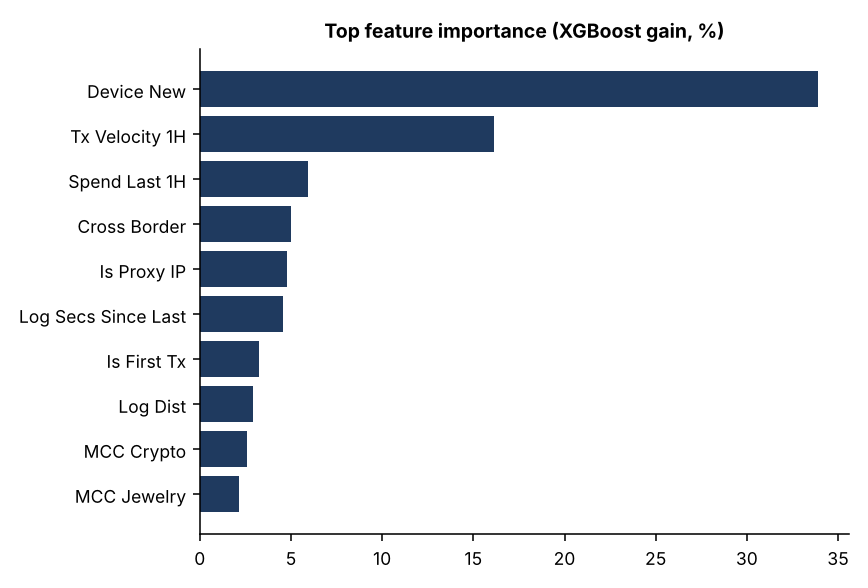 Top feature importance (XGBoost gain, %)
Device New
Tx Velocity 1H
Spend Last 1H
Cross Border
Is Proxy IP
Log Secs Since Last
Is First Tx
Log Dist
MCC Crypto
MCC Jewelry
0 5 10 15 20 25 30 35